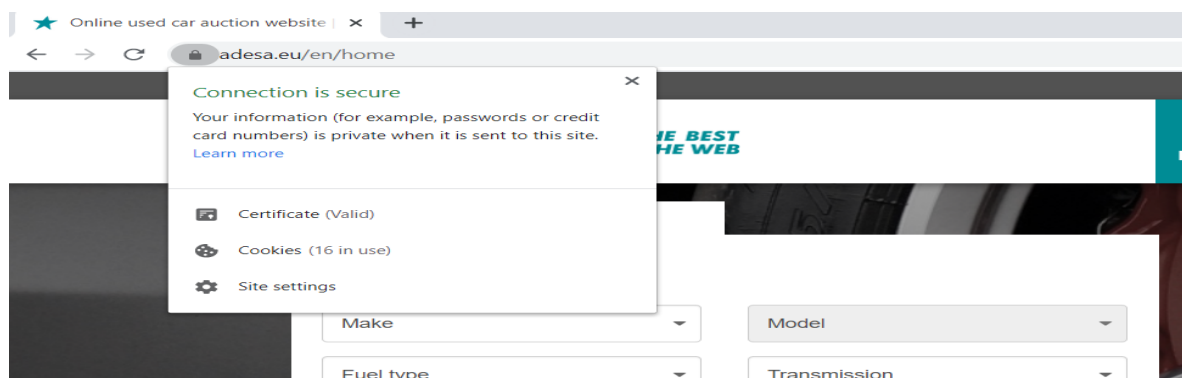 Online used car auction website |
adesa.eu/en/home
Connection is secure
Your information (for example, passwords or credit
card numbers) is private when it is sent to this site.
Learn more
Certificate (Valid)
Cookies (16 in use)
Site settings
BEST
WEB
Make
Model
Fuel type
Transmission